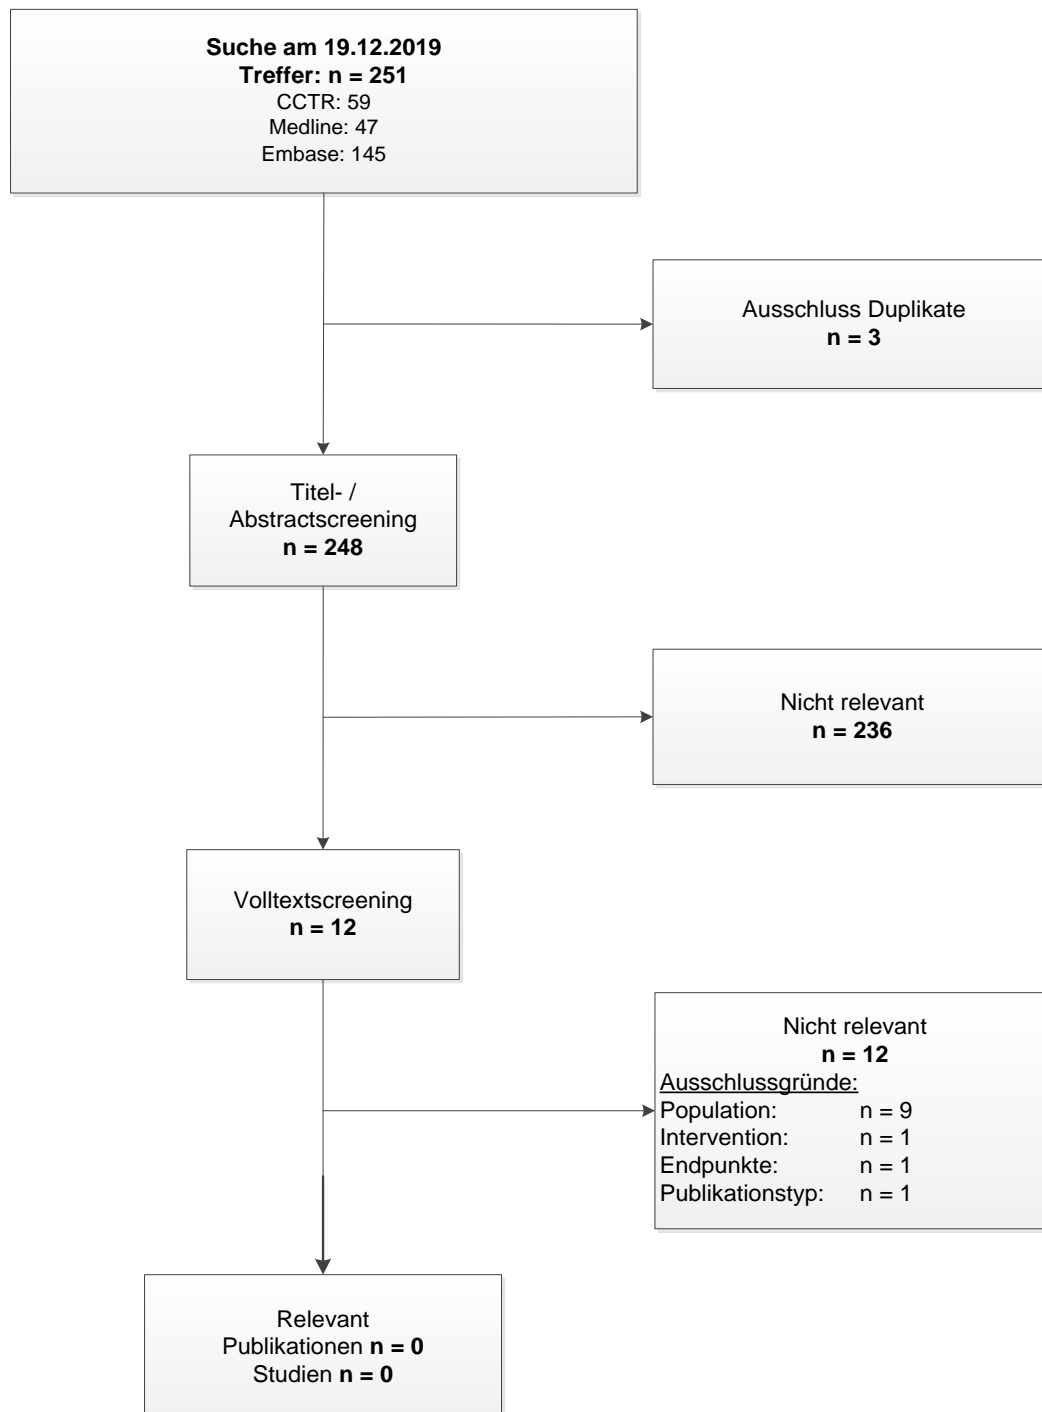 Suche am 19.12.2019
Treffer: n = 251
CCTR: 59
Medline: 47
Embase: 145
Ausschluss Duplikate
n = 3
Titel- /
Abstractscreening
n = 248
Nicht relevant
n = 236
Volltextscreening
n = 12
Nicht relevant
n = 12
Ausschlussgründe:
Population: n = 9
Intervention: n = 1
Endpunkte: n = 1
Publikationstyp: n = 1
Relevant
Publikationen n = 0
Studien n = 0